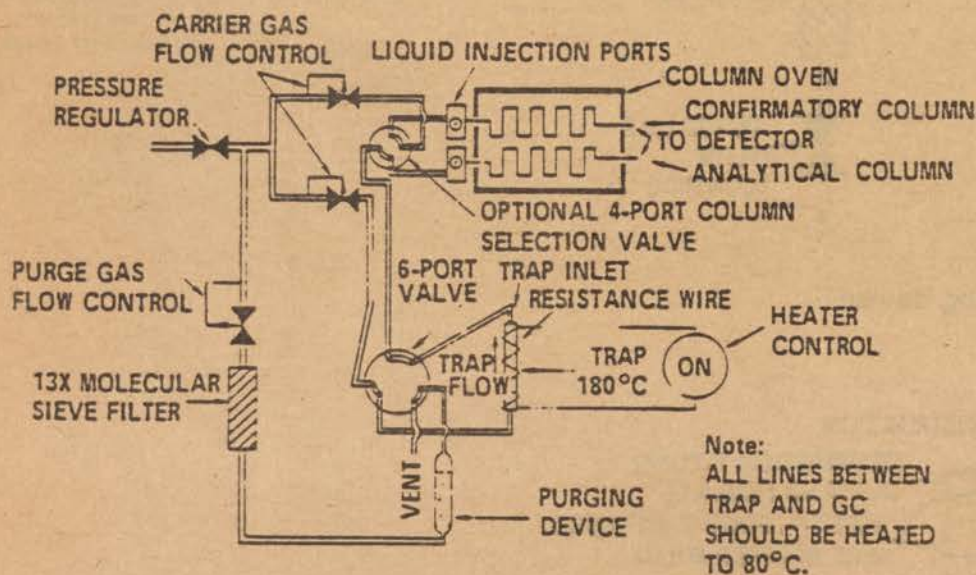 CARRIER GAS
FLOW CONTROL
LIQUID INJECTION PORTS
PRESSURE
REGULATOR
COLUMN OVEN
CONFIRMATORY COLUMN
TO DETECTOR
ANALYTICAL COLUMN
OPTIONAL 4-PORT COLUMN
SELECTION VALVE
PURGE GAS
FLOW CONTROL
6-PORT
VALVE
TRAP INLET
RESISTANCE WIRE
HEATER
CONTROL
TRAP
FLOW
TRAP
180°C
ON
13X MOLECULAR
SIEVE FILTER
VENT
PURGING
DEVICE
Note:
ALL LINES BETWEEN
TRAP AND GC
SHOULD BE HEATED
TO 80°C.